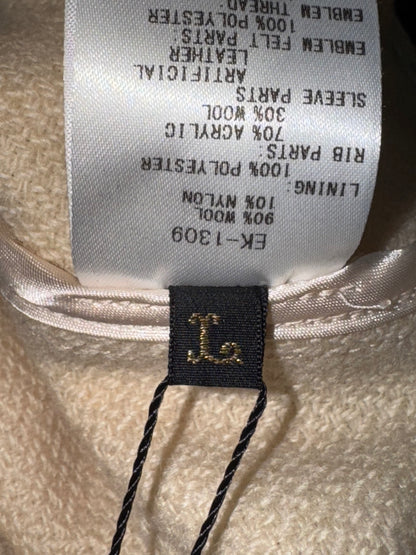 EK-1309
90% WOOL
10% NYLON
LINING:
100% POLYESTER
RIB PARTS:
70% ACRYLIC
30% WOOL
SLEEVE PARTS
ARTIFICIAL
LEATHER
EMBLEM FELT PARTS:
100% POLYESTER
EMBLEM THREAD:
L